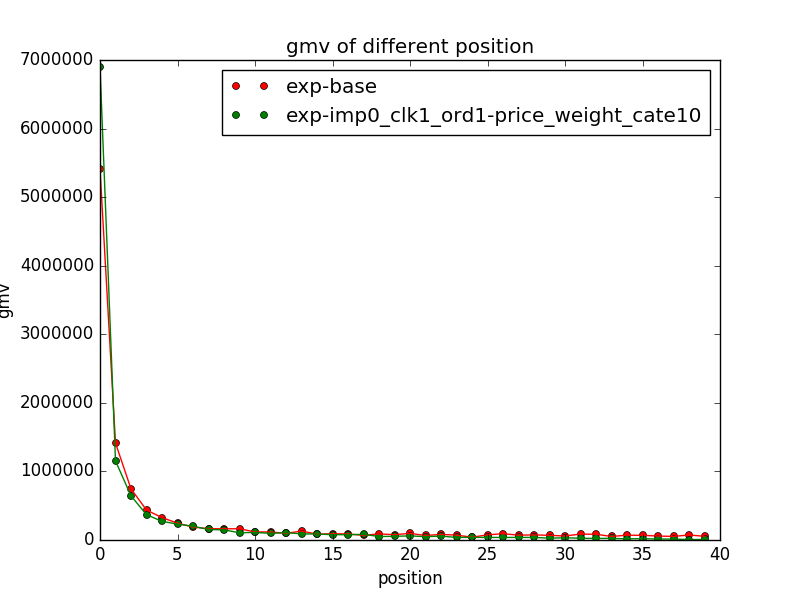 gmv of different position
7000000
6000000
5000000
4000000
3000000
2000000
1000000
0
gmv
exp-base
exp-imp0_clk1_ord1-price_weight_cate10
0 5 10 15 20 25 30 35 40
position